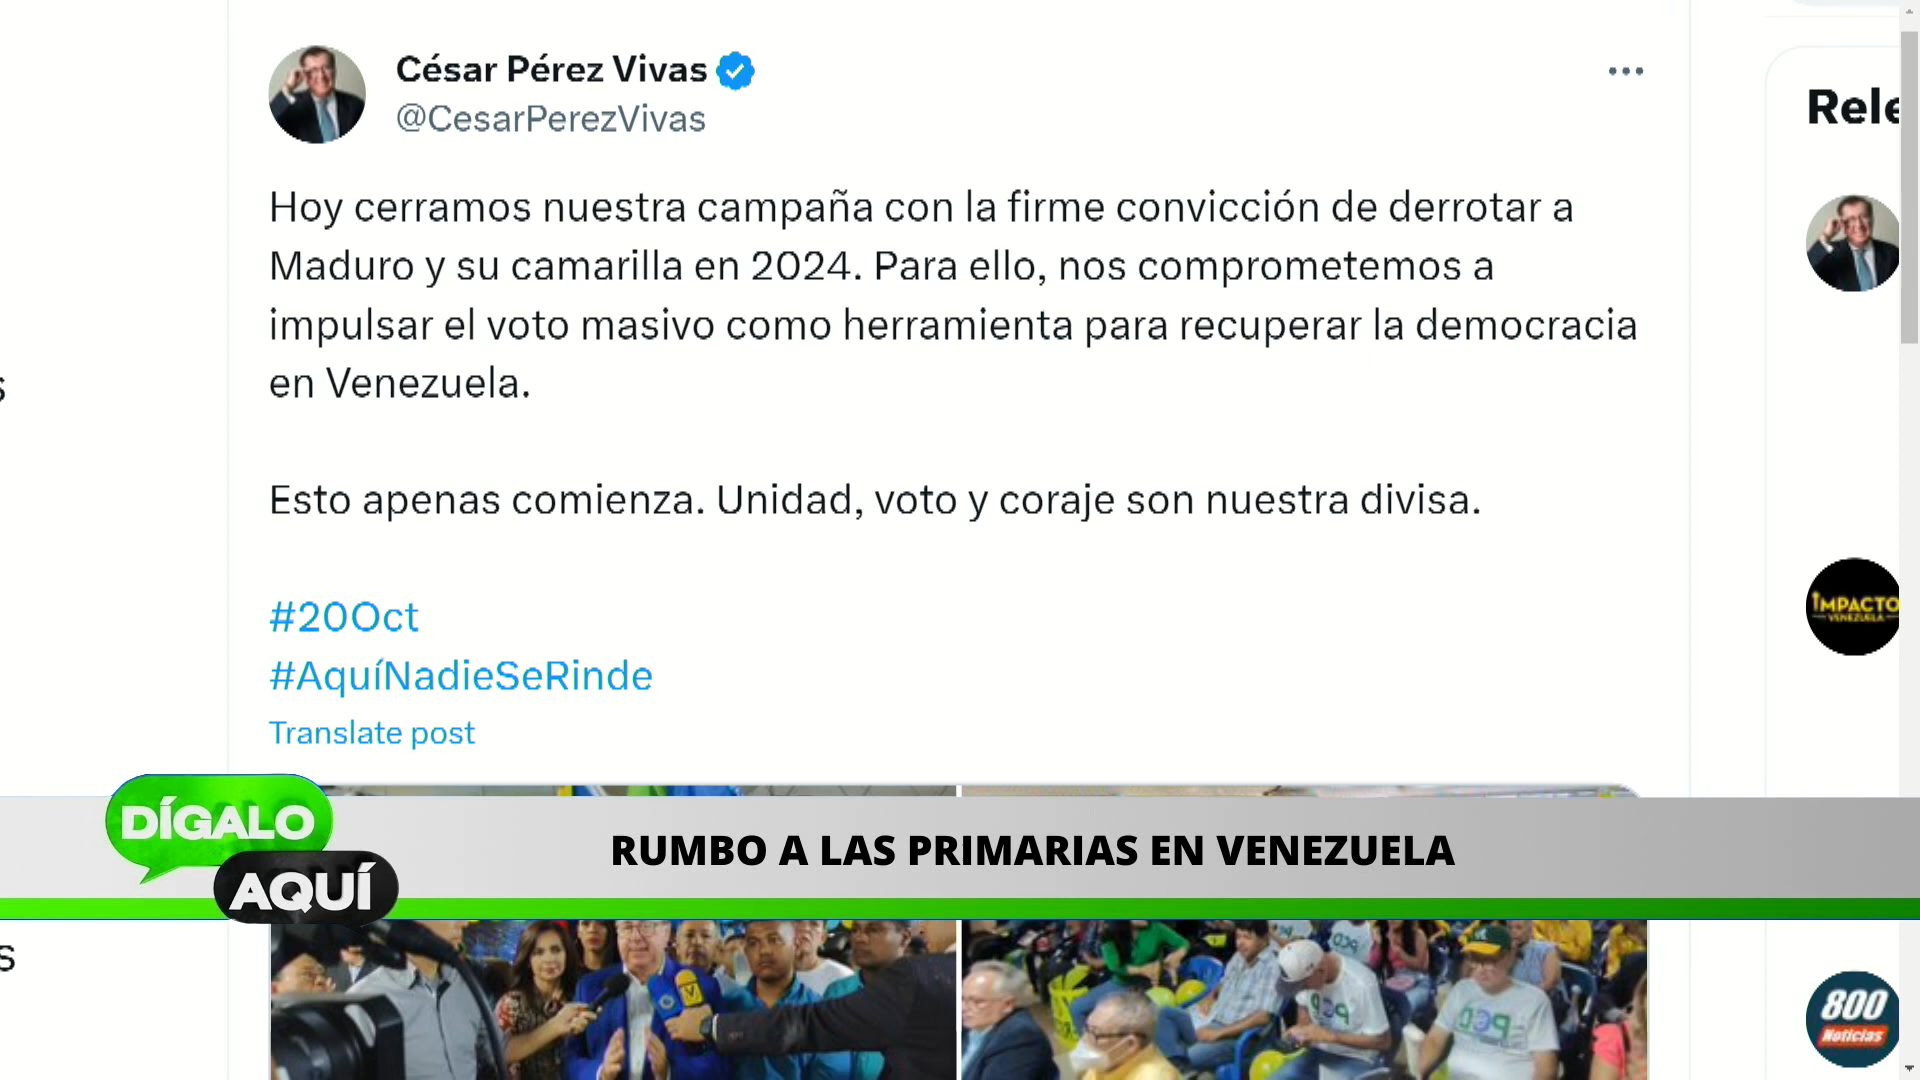 César Pérez Vivas
@CesarPerezVivas
Hoy cerramos nuestra campaña con la firme convicción de derrotar a
Maduro y su camarilla en 2024. Para ello, nos comprometemos a
impulsar el voto masivo como herramienta para recuperar la democracia
en Venezuela.
Esto apenas comienza. Unidad, voto y coraje son nuestra divisa.
#20Oct
#AquíNadieSeRinde
Translate post
Rele
IMPACTO
VENEZUELA
DÍGALO
AQUÍ
RUMBO A LAS PRIMARIAS EN VENEZUELA
800
Noticias